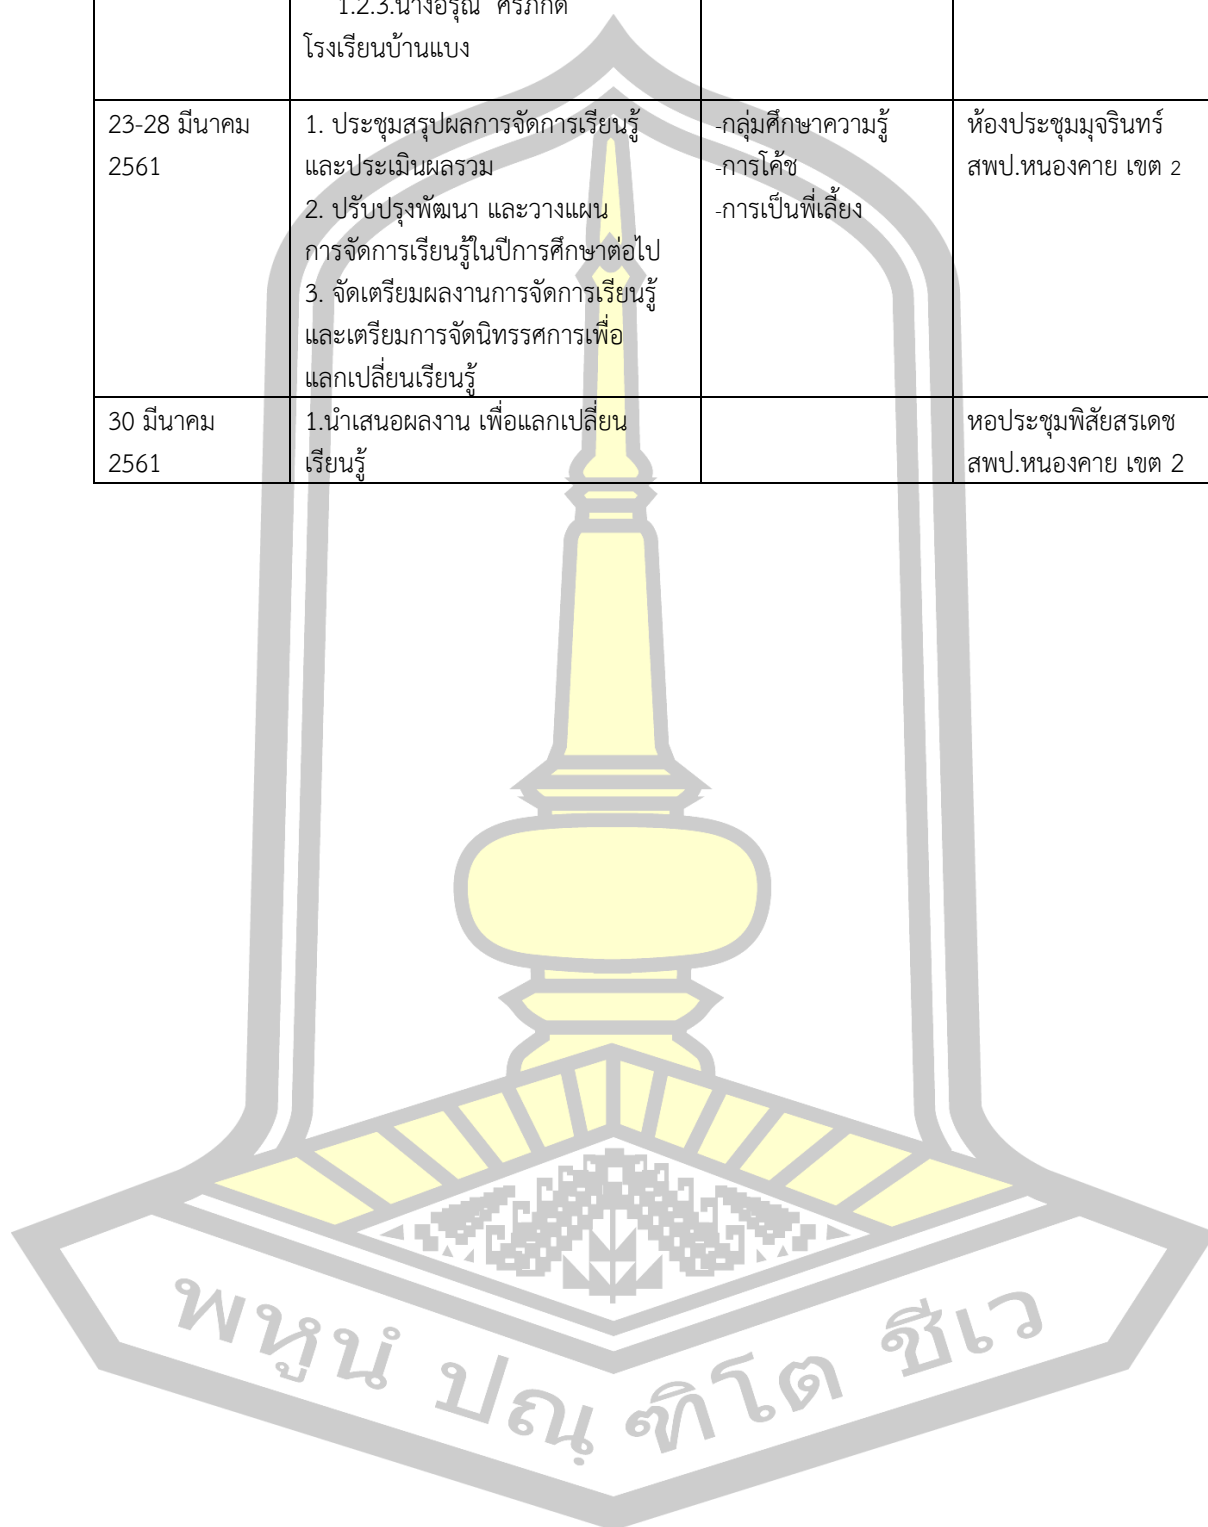 1.2.3.นางอรุณี
โรงเรียนบ้านแบง
23-28 มีนาคม
2561
1. ประชุมสรุปผลการจัดการเรียนรู้
และประเมินผลรวม
2. ปรับปรุงพัฒนา และวางแผน
การจัดการเรียนรู้ในปีการศึกษาต่อไป
3. จัดเตรียมผลงานการจัดการเรียนรู้
และเตรียมการจัดนิทรรศการเพื่อ
แลกเปลี่ยนเรียนรู้
-กลุ่มศึกษาความรู้
-การโค้ช
-การเป็นพี่เลี้ยง
ห้องประชุมมุจรินทร์
สพป.หนองคาย เขต 2
30 มีนาคม
2561
1.นำเสนอผลงาน เพื่อแลกเปลี่ยน
เรียนรู้
หอประชุมพิสัยสรเดช
สพป.หนองคาย เขต 2
พหูนํ ปณฺฑิโต ชีเว